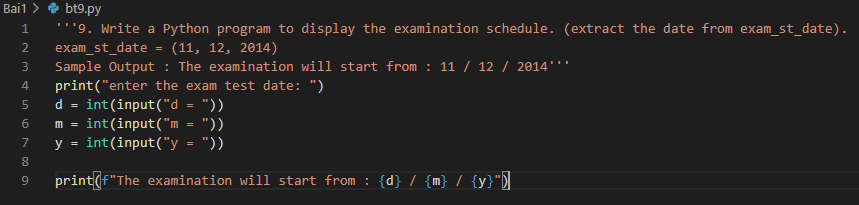 Bai1 > bt9.py
1 '''9. Write a Python program to display the examination schedule. (extract the date from exam_st_date).
2 exam_st_date = (11, 12, 2014)
3 Sample Output : The examination will start from : 11 / 12 / 2014'''
4 print("enter the exam test date: ")
5 d = int(input("d = "))
6 m = int(input("m = "))
7 y = int(input("y = "))
8
9 print(f"The examination will start from : {d} / {m} / {y}")